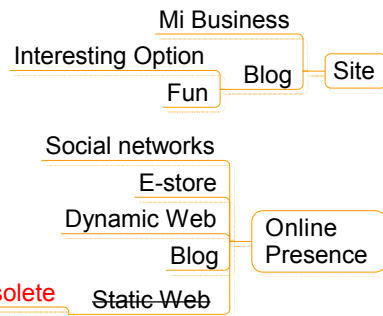 Mi Business
Interesting Option
Blog
Site
Fun
Social networks
E-store
Dynamic Web
Online
Presence
Blog
Static Web